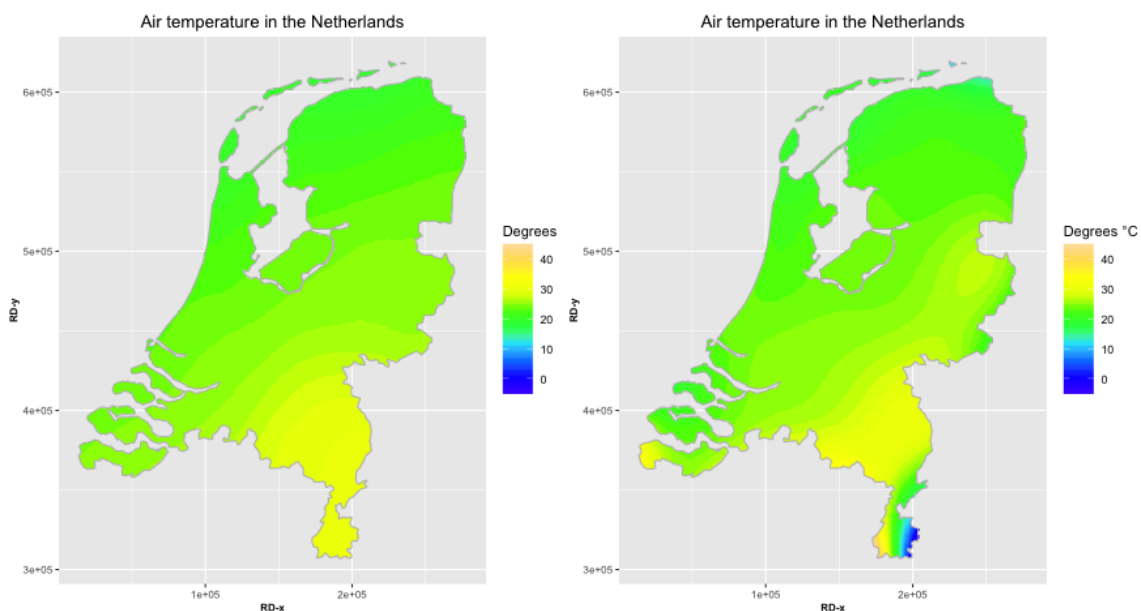 Air temperature in the Netherlands
6e+05
5e+05
4e+05
3e+05
RD-y
1e+05 2e+05
RD-x
Degrees
40
30
20
10
0
Air temperature in the Netherlands
6e+05
5e+05
4e+05
3e+05
RD-y
1e+05 2e+05
RD-x
Degrees °C
40
30
20
10
0